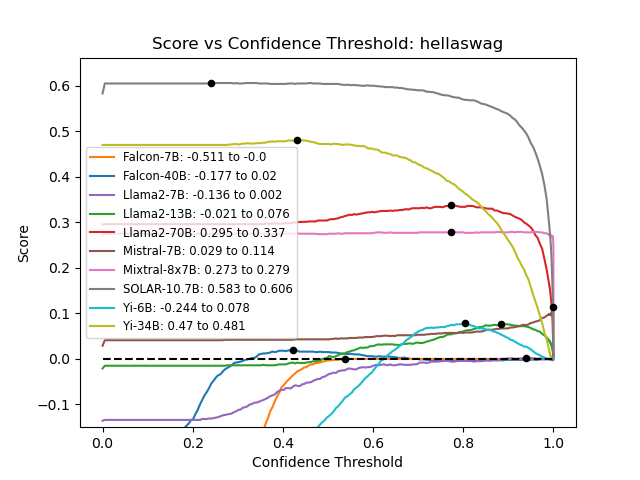 Score vs Confidence Threshold: hellaswag
Score
0.6
0.5
0.4
0.3
0.2
0.1
0.0
−0.1
Falcon-7B: -0.511 to -0.0
Falcon-40B: -0.177 to 0.02
Llama2-7B: -0.136 to 0.002
Llama2-13B: -0.021 to 0.076
Llama2-70B: 0.295 to 0.337
Mistral-7B: 0.029 to 0.114
Mixtral-8x7B: 0.273 to 0.279
SOLAR-10.7B: 0.583 to 0.606
Yi-6B: -0.244 to 0.078
Yi-34B: 0.47 to 0.481
0.0 0.2 0.4 0.6 0.8 1.0
Confidence Threshold